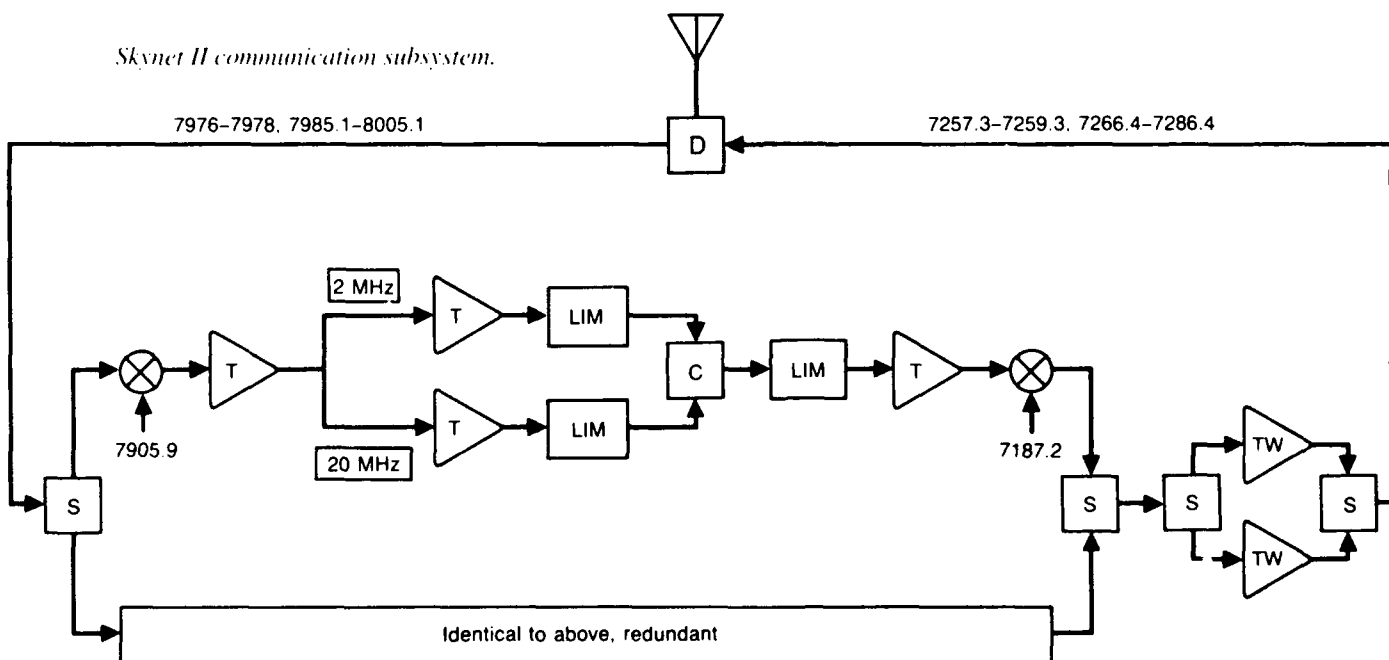 Skynet II communication subsystem.
7976–7978, 7985.1–8005.1
D
7257.3–7259.3, 7266.4–7286.4
2 MHz
T
LIM
T
C
LIM
T
7905.9
T
LIM
20 MHz
7187.2
S
S
S
TW
S
TW
Identical to above, redundant